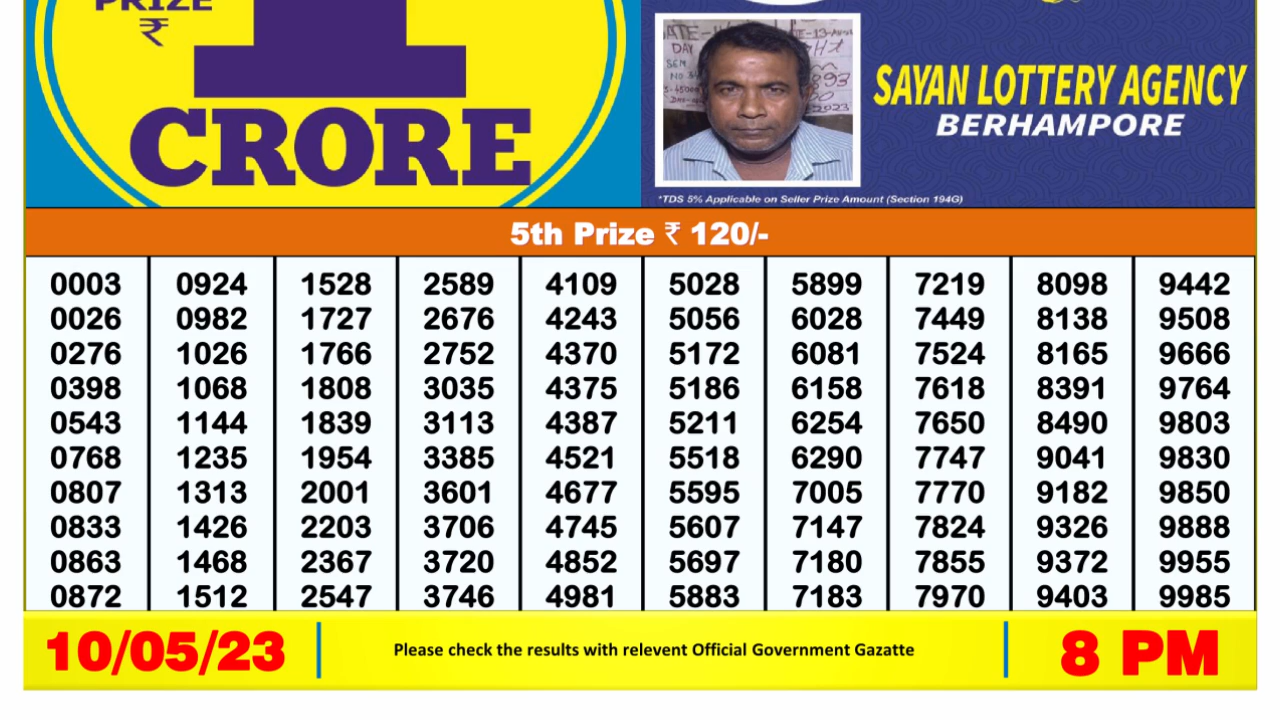 PRIZE
₹
1
CRORE
DAY
SAYAN LOTTERY AGENCY
BERHAMPORE
*TDS 5% Applicable on Seller Prize Amount (Section 194G)
5th Prize ₹ 120/-
0003 0924 1528 2589 4109 5028 5899 7219 8098 9442
0026 0982 1727 2676 4243 5056 6028 7449 8138 9508
0276 1026 1766 2752 4370 5172 6081 7524 8165 9666
0398 1068 1808 3035 4375 5186 6158 7618 8391 9764
0543 1144 1839 3113 4387 5211 6254 7650 8490 9803
0768 1235 1954 3385 4521 5518 6290 7747 9041 9830
0807 1313 2001 3601 4677 5595 7005 7770 9182 9850
0833 1426 2203 3706 4745 5607 7147 7824 9326 9888
0863 1468 2367 3720 4852 5697 7180 7855 9372 9955
0872 1512 2547 3746 4981 5883 7183 7970 9403 9985
10/05/23 Please check the results with relevent Official Government Gazatte 8 PM